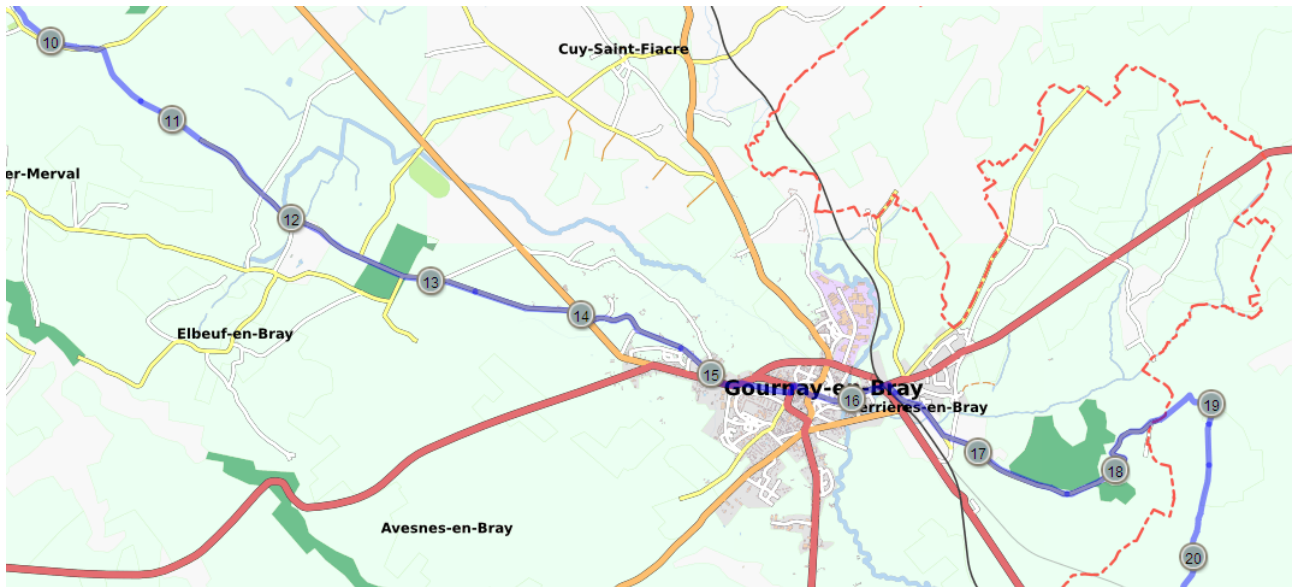 10
Cuy-Saint-Fiacre
11
er-Merval
12
13
14
Elbeuf-en-Bray
15
Gournay-en-Bray
16
errières-en-Bray
19
17
18
Avesnes-en-Bray
20